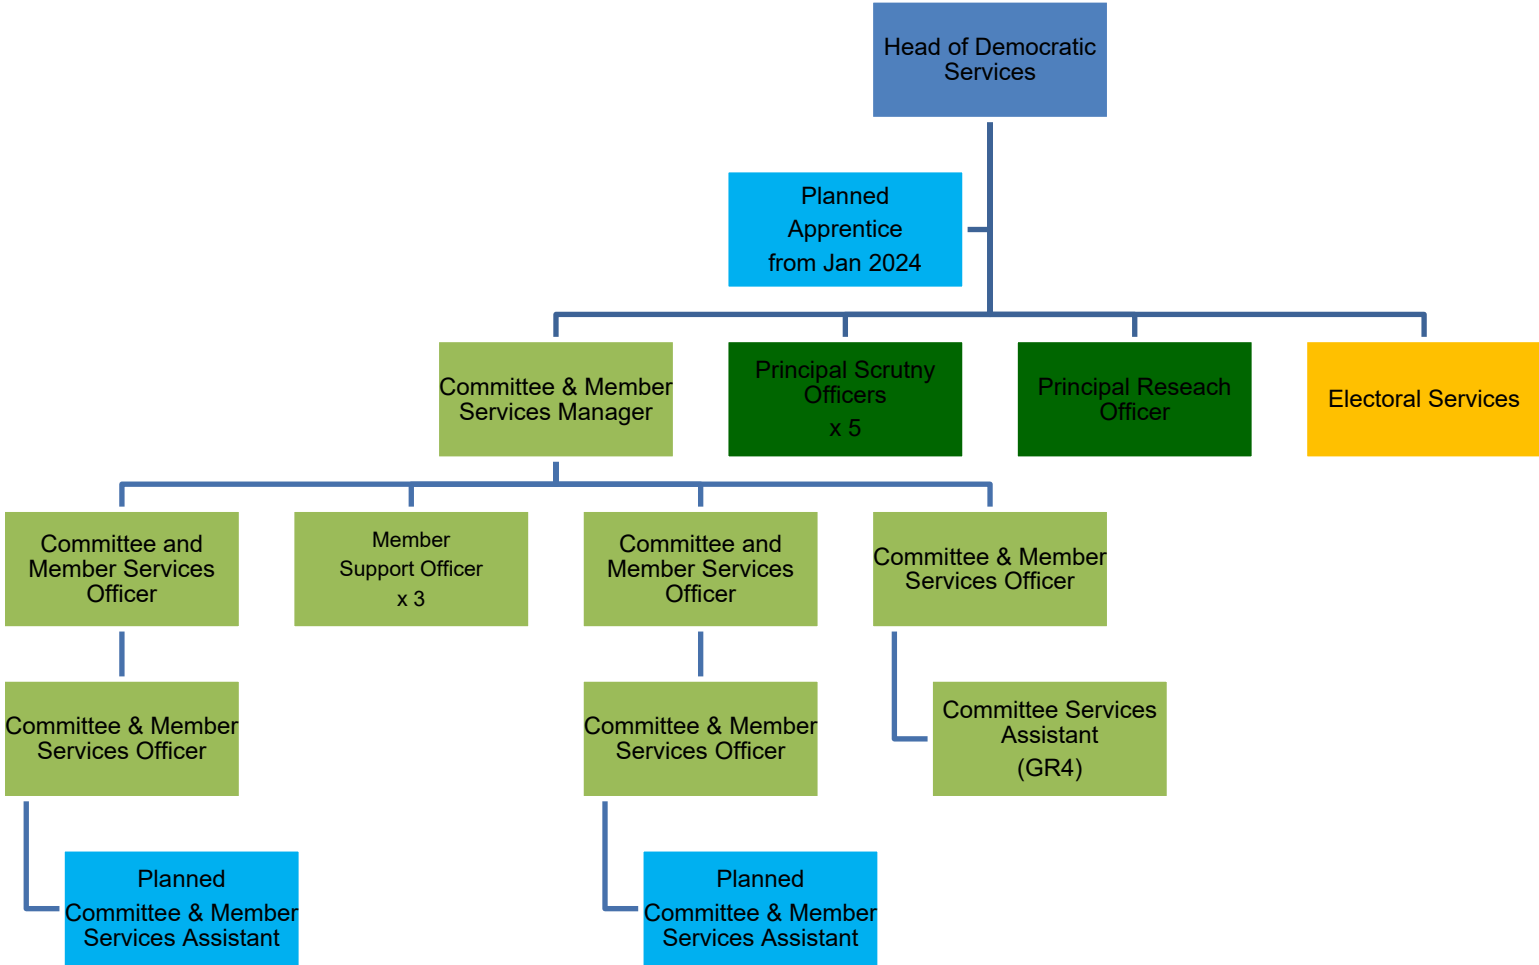 Head of Democratic
Services
Planned
Apprentice
from Jan 2024
Committee & Member
Services Manager
Principal Scrutny
Officers
x 5
Principal Reseach
Officer
Electoral Services
Committee and
Member Services
Officer
Member
Support Officer
x 3
Committee and
Member Services
Officer
Committee & Member
Services Officer
Committee & Member
Services Officer
Committee & Member
Services Officer
Committee Services
Assistant
(GR4)
Planned
Committee & Member
Services Assistant
Planned
Committee & Member
Services Assistant